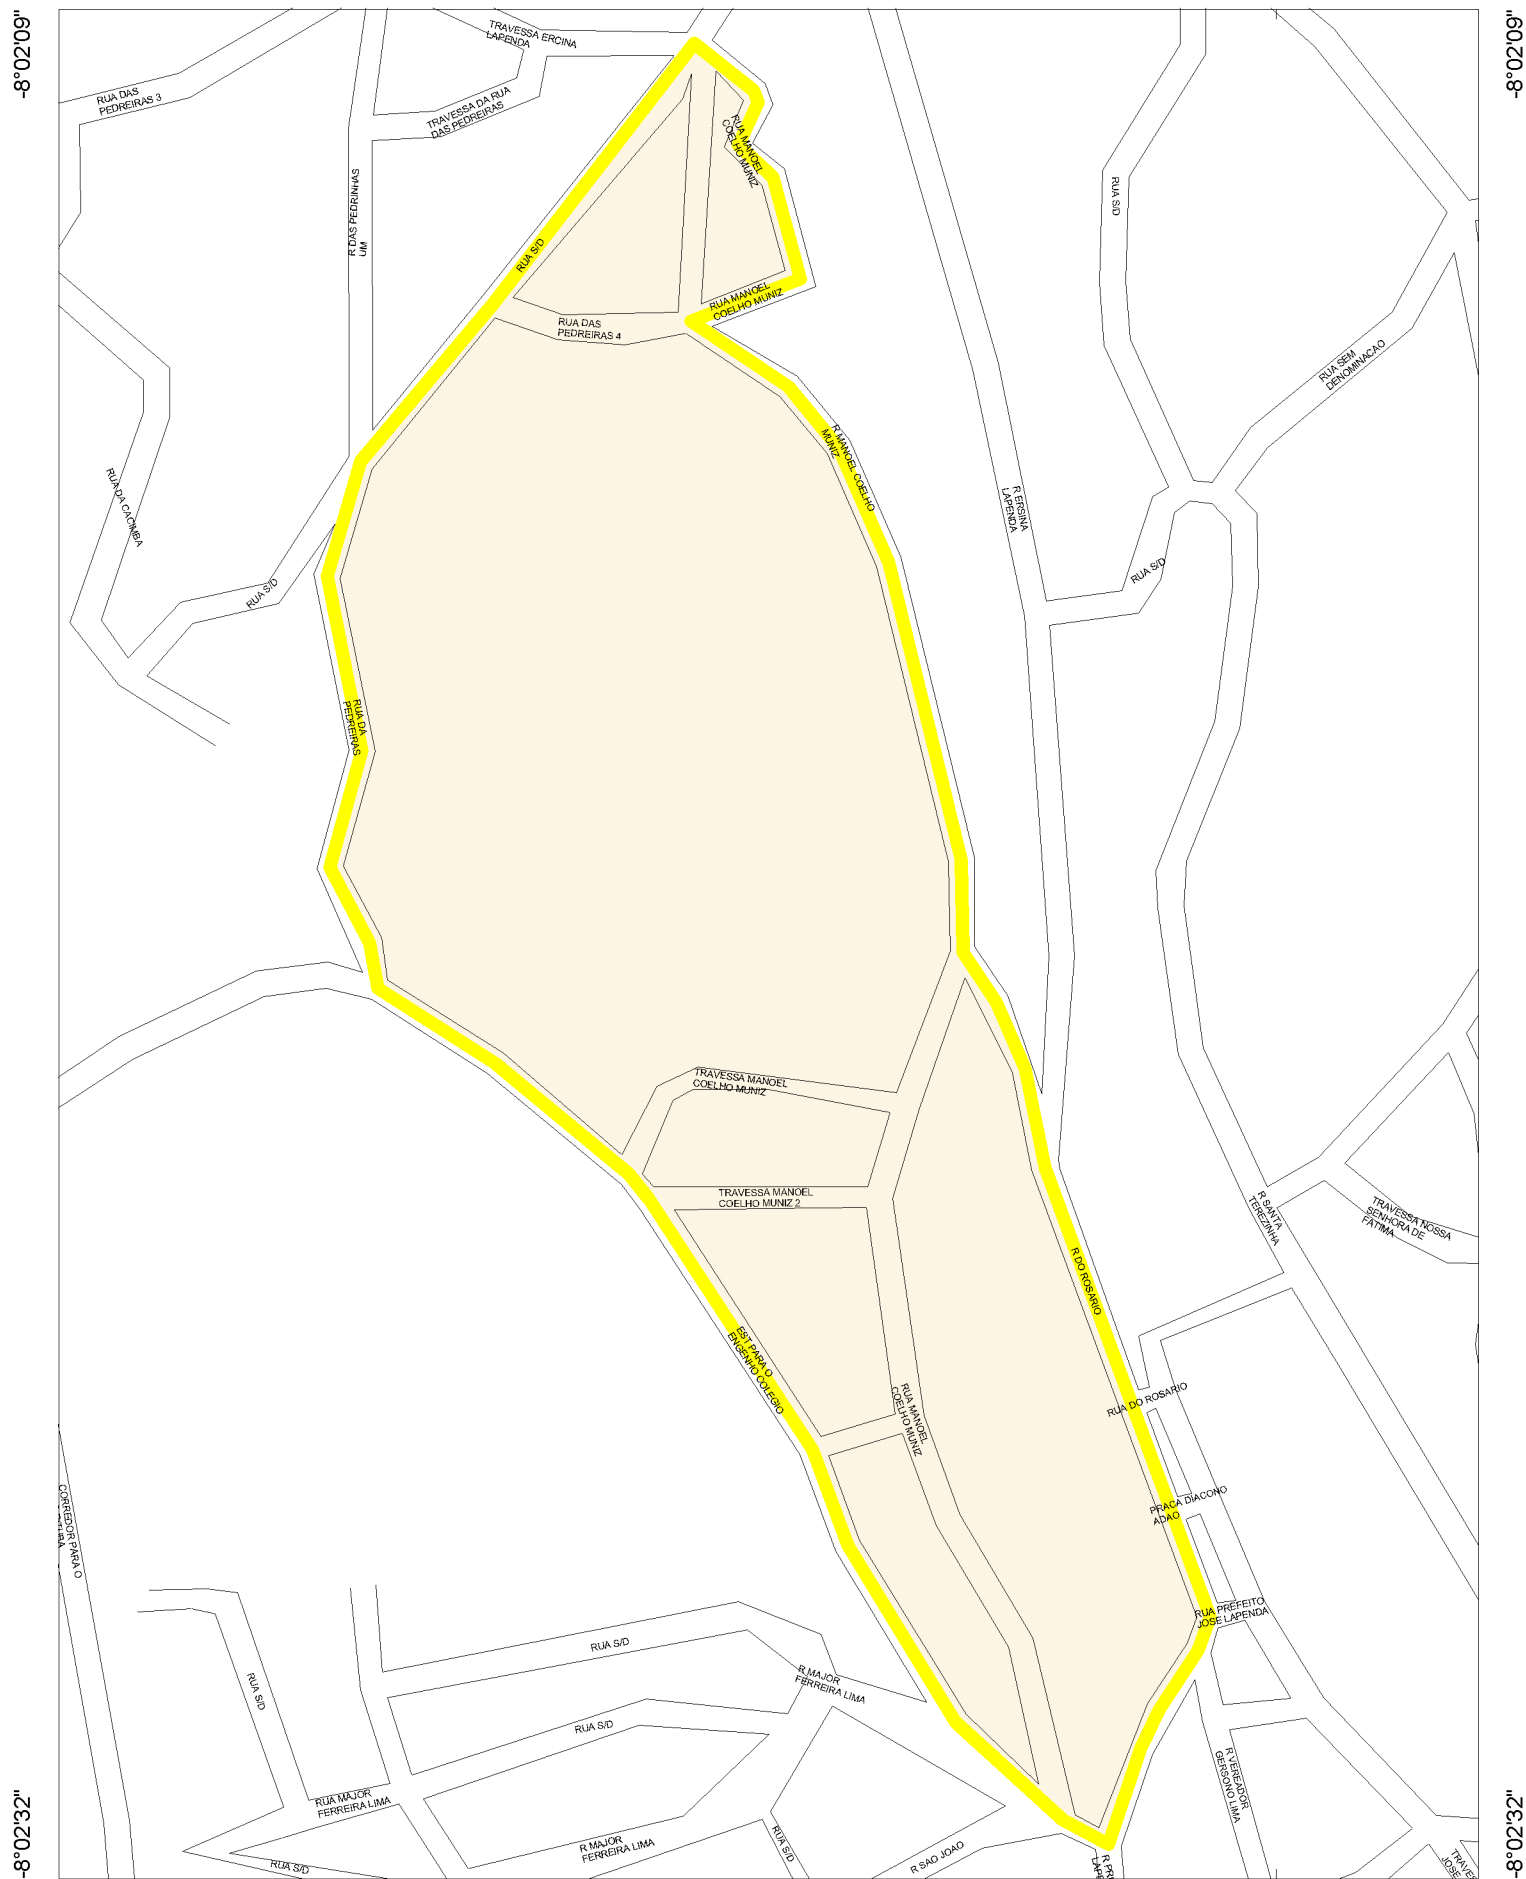 -8°02'09"
-8°02'09"
TRAVESSA ERCINA
LAPENDA
RUA DAS
PEDREIRAS 3
TRAVESSA DA RUA
DAS PEDREIRAS
RUA MANOEL
COELHO MUNIZ
R DAS PEDRINHAS
UM
RUA S/D
RUA S/D
RUA MANOEL
COELHO MUNIZ
RUA DAS
PEDREIRAS 4
RUA SEM
DENOMINACAO
R MANOEL COELHO
MUNIZ
RUA DA CACIMBA
R ERSINA
LAPENDA
RUA S/D
RUA S/D
RUA DA
PEDREIRAS
TRAVESSA MANOEL
COELHO MUNIZ
TRAVESSA MANOEL
COELHO MUNIZ 2
R SANTA
TEREZINHA
TRAVESSA NOSSA
SENHORA DE
FATIMA
R DO ROSARIO
EST PARA O
ENGENHO COLEGIO
RUA MANOEL
COELHO MUNIZ
RUA DO ROSARIO
CORREDOR PARA O
PRACA DIACONO
ADAO
RUA PREFEITO
JOSE LAPENDA
RUA S/D
RUA S/D
R MAJOR
FERREIRA LIMA
RUA S/D
R VEREADOR
GERSONO LIMA
RUA MAJOR
FERREIRA LIMA
R MAJOR
FERREIRA LIMA
RUA S/D
R SAO JOAO
RUA S/D
R PR
LAP
TRAVES
JOSE
-8°02'32"
-8°02'32"